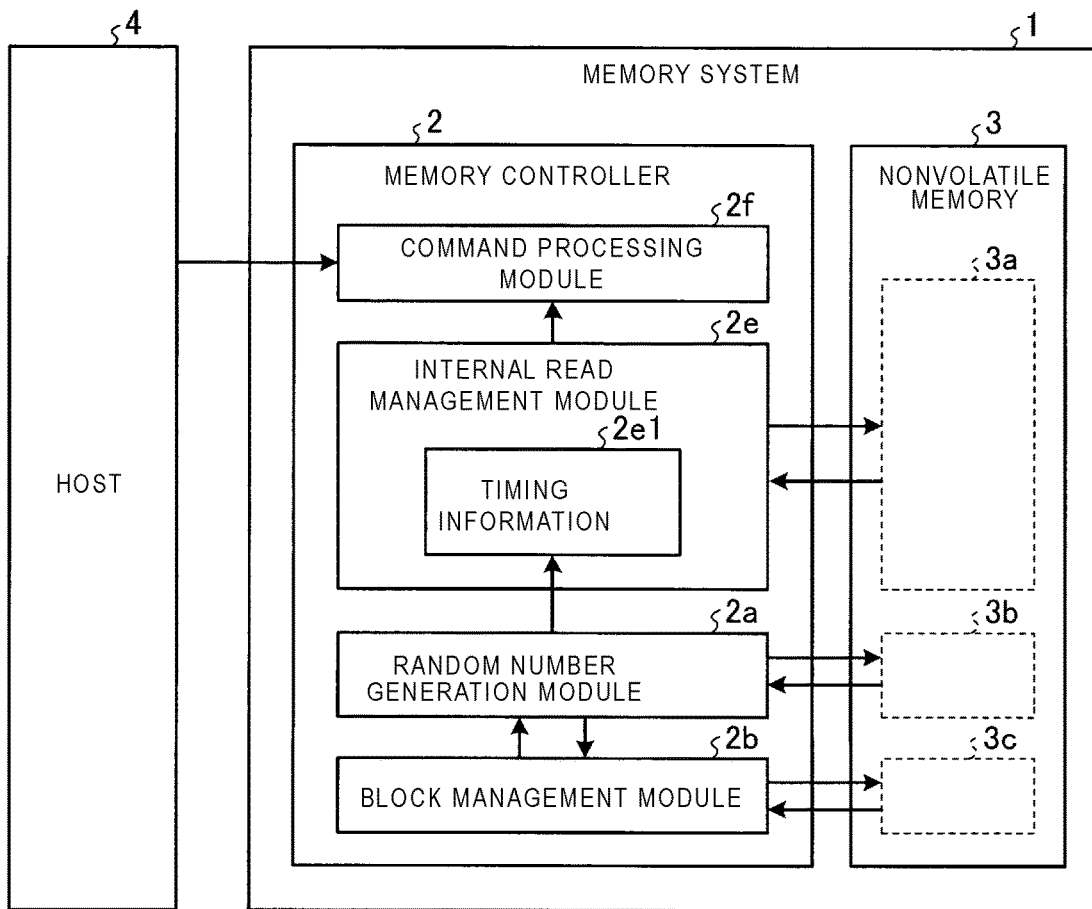 4
1
MEMORY SYSTEM
2
3
MEMORY CONTROLLER
NONVOLATILE
MEMORY
2f
COMMAND PROCESSING
MODULE
3a
2e
INTERNAL READ
MANAGEMENT MODULE
2e1
HOST
TIMING
INFORMATION
2a
3b
RANDOM NUMBER
GENERATION MODULE
2b
3c
BLOCK MANAGEMENT MODULE